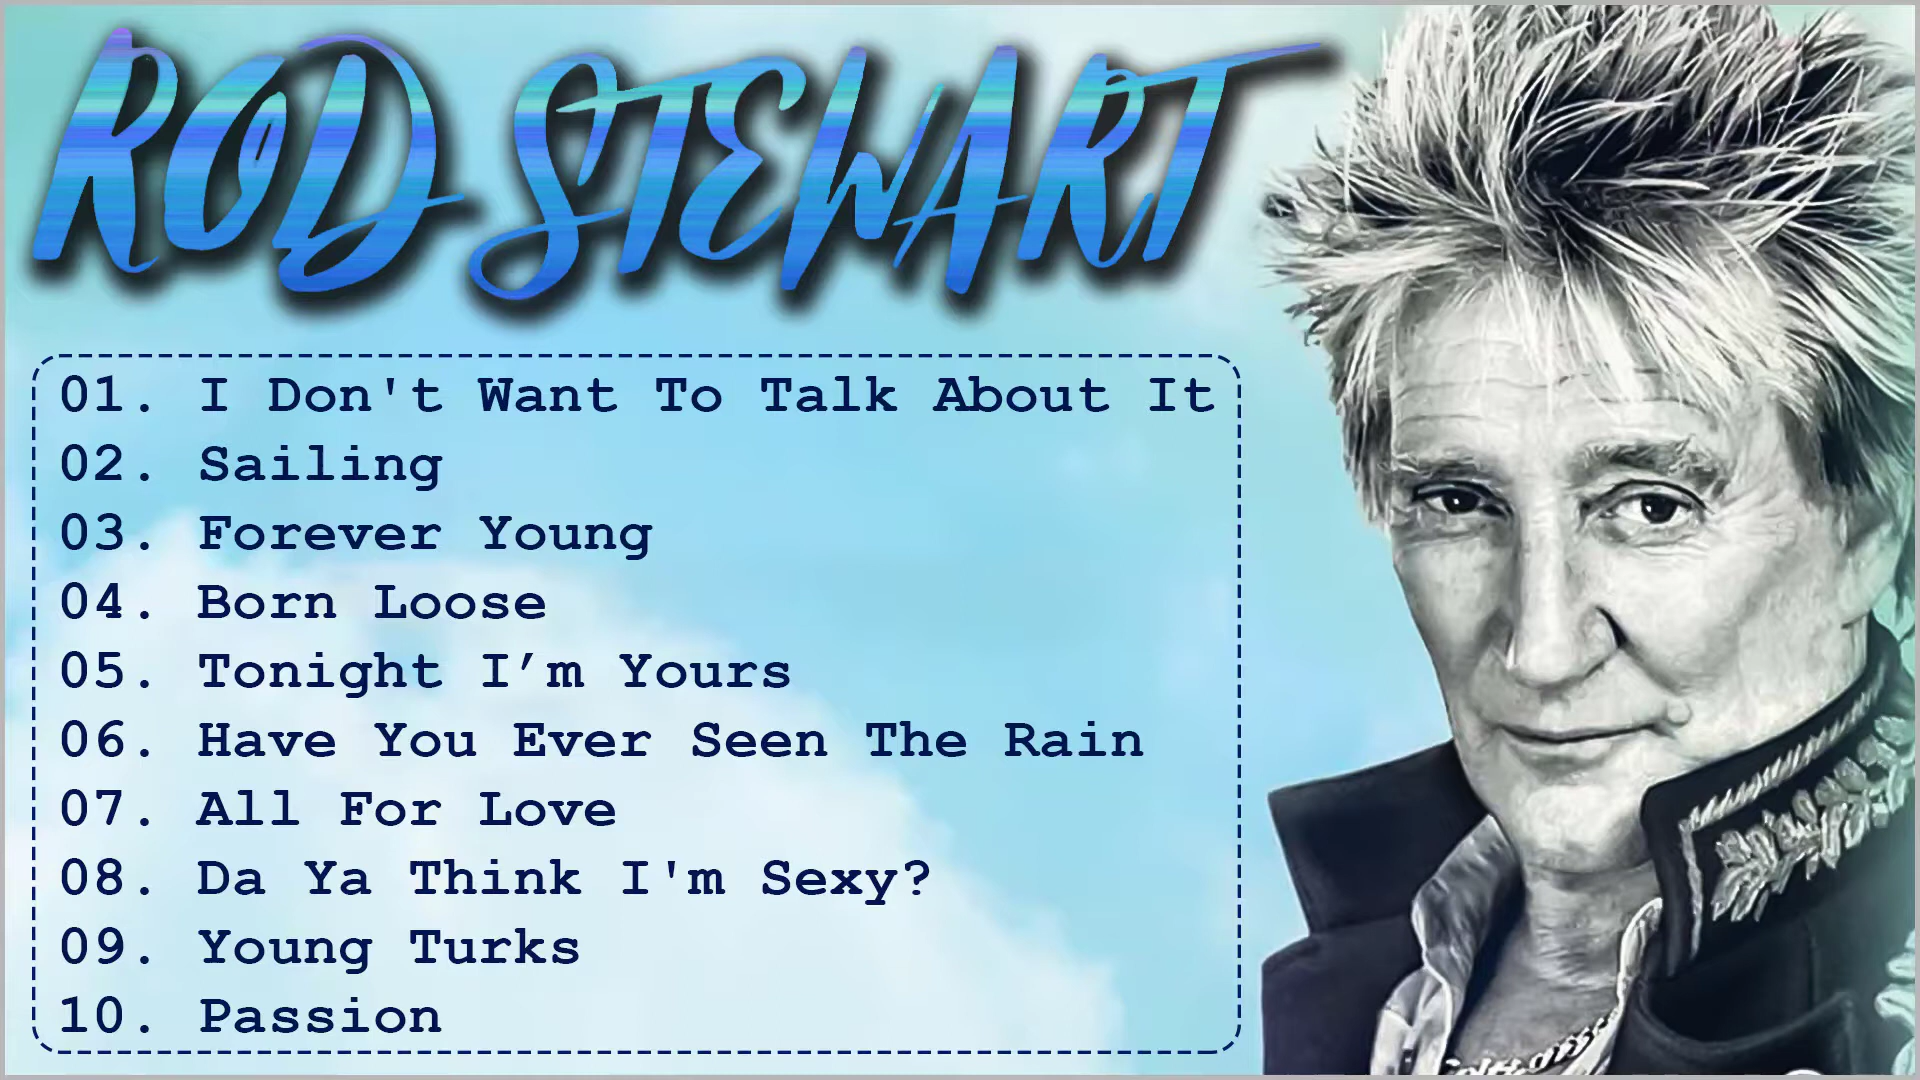 ROD STEWART
01. I Don't Want To Talk About It
02. Sailing
03. Forever Young
04. Born Loose
05. Tonight I’m Yours
06. Have You Ever Seen The Rain
07. All For Love
08. Da Ya Think I'm Sexy?
09. Young Turks
10. Passion